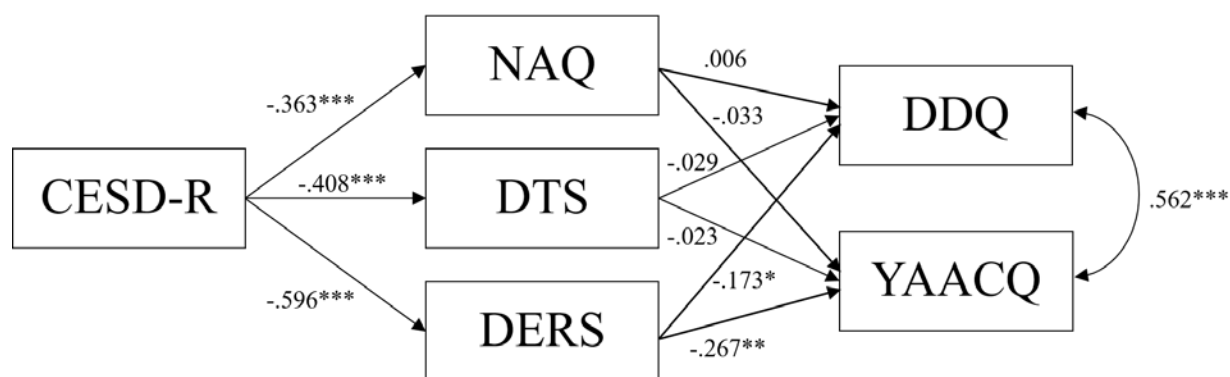 NAQ
.006
DDQ
-.363***
-.033
CESD-R
-.408***
DTS
-.029
.562***
-.023
YAACQ
-.596***
-.173*
DERS
-.267**